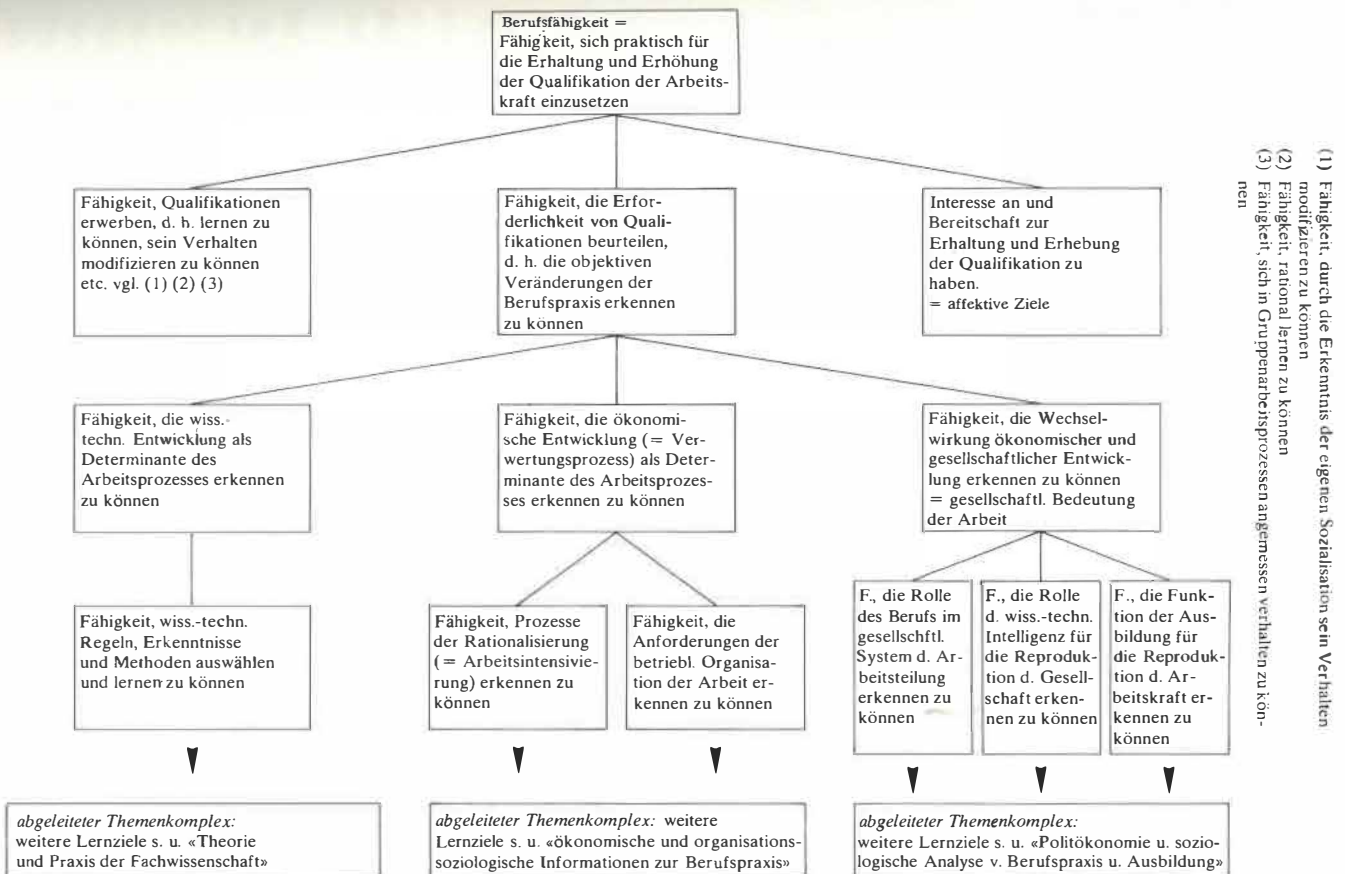 Berufsfähigkeit =
Fähigkeit, sich praktisch für
die Erhaltung und Erhöhung
der Qualifikation der Arbeits-
kraft einzusetzen
Fähigkeit, Qualifikationen
erwerben, d. h. lernen zu
können, sein Verhalten
modifizieren zu können
etc. vgl. (1) (2) (3)
Fähigkeit, die Erfor-
derlichkeit von Quali-
fikationen beurteilen,
d. h. die objektiven
Veränderungen der
Berufspraxis erkennen
zu können
Interesse an und
Bereitschaft zur
Erhaltung und Erhebung
der Qualifikation zu
haben.
= affektive Ziele
Fähigkeit, die wiss.-
techn. Entwicklung als
Determinante des
Arbeitsprozesses erkennen
zu können
Fähigkeit, die ökonomi-
sche Entwicklung (= Ver-
wertungsprozess) als Deter-
minante des Arbeitsprozes-
ses erkennen zu können
Fähigkeit, die Wechsel-
wirkung ökonomischer und
gesellschaftlicher Entwick-
lung erkennen zu können
= gesellschaftl. Bedeutung
der Arbeit
Fähigkeit, wiss.-techn.
Regeln, Erkenntnisse
und Methoden auswählen
und lernen zu können
Fähigkeit, Prozesse
der Rationalisierung
(= Arbeitsintensivie-
rung) erkennen zu
können
Fähigkeit, die
Anforderungen der
betriebl. Organisa-
tion der Arbeit er-
kennen zu können
F., die Rolle
des Berufs im
gesellschftl.
System d. Ar-
beitsteilung
erkennen zu
können
F., die Rolle
d. wiss.-techn.
Intelligenz für
die Reproduk-
tion d. Gesell-
schaft erken-
nen zu können
F., die Funk-
tion der Aus-
bildung für
die Reproduk-
tion d. Ar-
beitskraft er-
kennen zu
können
abgeleiteter Themenkomplex:
weitere Lernziele s. u. «Theorie
und Praxis der Fachwissenschaft»
abgeleiteter Themenkomplex: weitere
Lernziele s. u. «ökonomische und organisations-
soziologische Informationen zur Berufspraxis»
abgeleiteter Themenkomplex:
weitere Lernziele s. u. «Politökonomie u. sozio-
logische Analyse v. Berufspraxis u. Ausbildung»
(1) Fähigkeit, durch die Erkenntnis der eigenen Sozialisation sein Verhalten
modifizieren zu können
(2) Fähigkeit, rational lernen zu können
(3) Fähigkeit, sich in Gruppenarbeitsprozessen angemessen verhalten zu kön-
nen